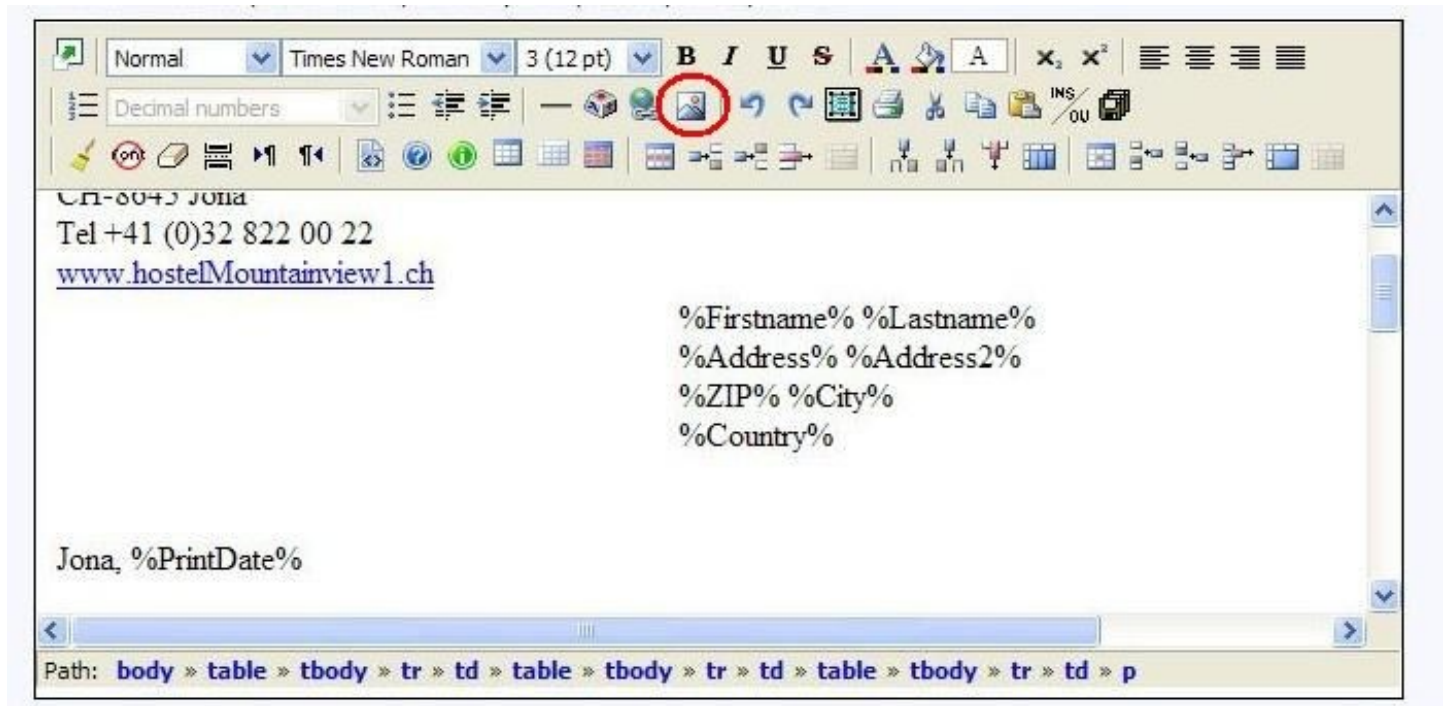 Normal Times New Roman 3 (12 pt) B I U S A A x₂ x²
Decimal numbers INS/OU
CH-8645 Jona
Tel +41 (0)32 822 00 22
www.hostelMountainview1.ch
%Firstname% %Lastname%
%Address% %Address2%
%ZIP% %City%
%Country%
Jona, %PrintDate%
Path: body » table » tbody » tr » td » table » tbody » tr » td » table » tbody » tr » td » p